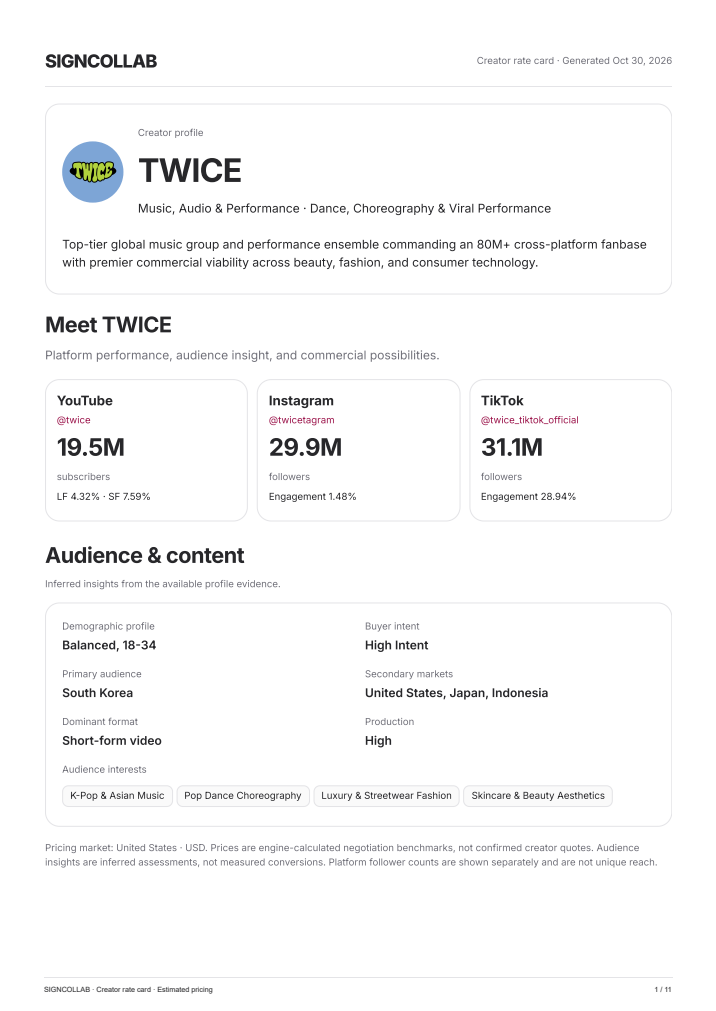 SIGNCOLLAB
Creator rate card · Generated Oct 30, 2026
Creator profile
TWICE
TWICE
Music, Audio & Performance · Dance, Choreography & Viral Performance
Top-tier global music group and performance ensemble commanding an 80M+ cross-platform fanbase
with premier commercial viability across beauty, fashion, and consumer technology.
Meet TWICE
Platform performance, audience insight, and commercial possibilities.
YouTube
@twice
19.5M
subscribers
LF 4.32% · SF 7.59%
Instagram
@twicetagram
29.9M
followers
Engagement 1.48%
TikTok
@twice_tiktok_official
31.1M
followers
Engagement 28.94%
Audience & content
Inferred insights from the available profile evidence.
Demographic profile
Balanced, 18-34
Buyer intent
High Intent
Primary audience
South Korea
Secondary markets
United States, Japan, Indonesia
Dominant format
Short-form video
Production
High
Audience interests
K-Pop & Asian Music
Pop Dance Choreography
Luxury & Streetwear Fashion
Skincare & Beauty Aesthetics
Pricing market: United States · USD. Prices are engine-calculated negotiation benchmarks, not confirmed creator quotes. Audience
insights are inferred assessments, not measured conversions. Platform follower counts are shown separately and are not unique reach.
SIGNCOLLAB · Creator rate card · Estimated pricing
1 / 11